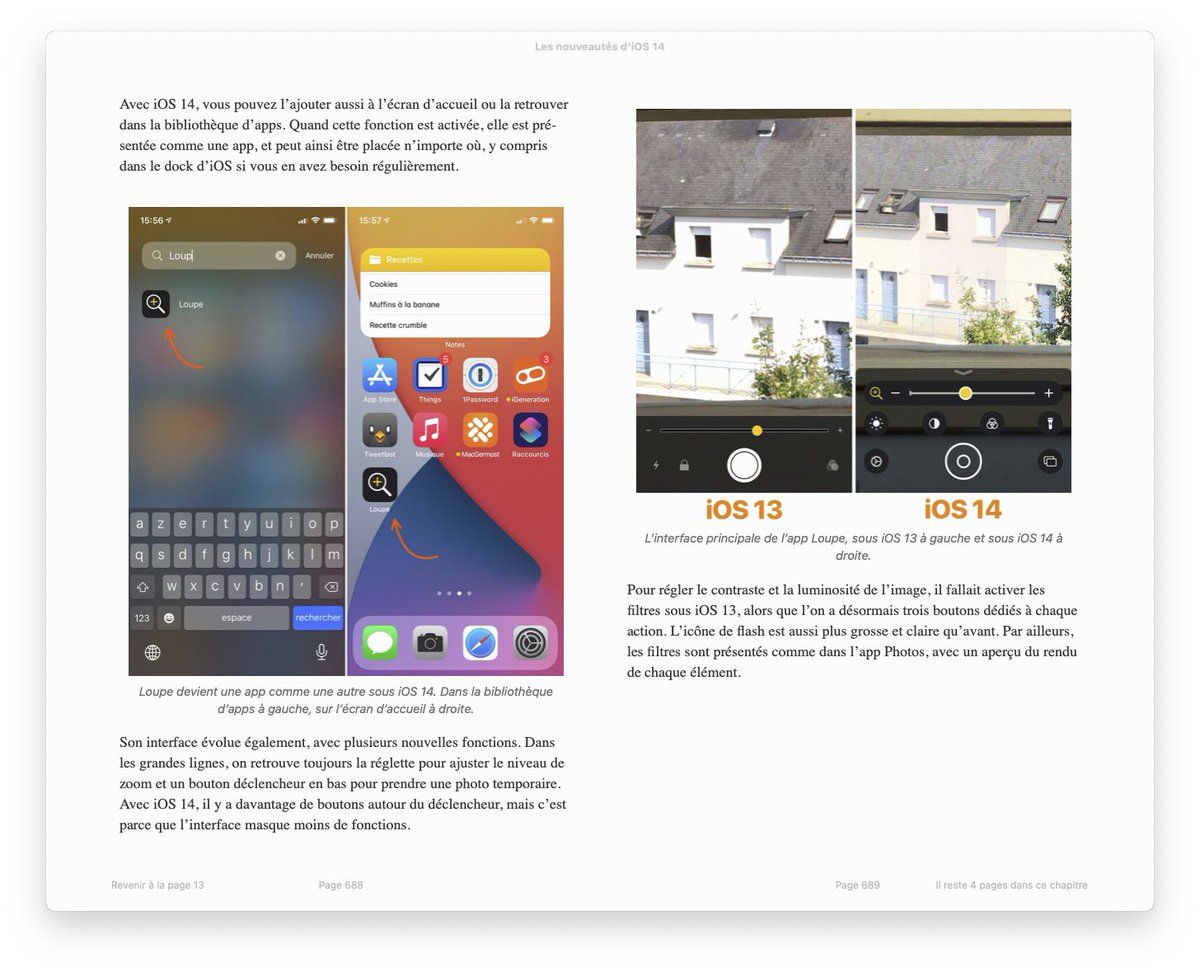 Les nouveautés d’iOS 14
Avec iOS 14, vous pouvez l’ajouter aussi à l’écran d’accueil ou la retrouver
dans la bibliothèque d’apps. Quand cette fonction est activée, elle est pré-
sentée comme une app, et peut ainsi être placée n’importe où, y compris
dans le dock d’iOS si vous en avez besoin régulièrement.
15:56
Loup
Annuler
Loupe
a z e r t y u i o p
q s d f g h j k l m
w x c v b n ’
123 espace rechercher
15:57
Recettes
Cookies
Muffins à la banane
Recette crumble
Notes
5 3
App Store Things 1Password iGeneration
Tweetbot Musique MacGermost Raccourcis
Loupe
Loupe devient une app comme une autre sous iOS 14. Dans la bibliothèque
d’apps à gauche, sur l’écran d’accueil à droite.
Son interface évolue également, avec plusieurs nouvelles fonctions. Dans
les grandes lignes, on retrouve toujours la réglette pour ajuster le niveau de
zoom et un bouton déclencheur en bas pour prendre une photo temporaire.
Avec iOS 14, il y a davantage de boutons autour du déclencheur, mais c’est
parce que l’interface masque moins de fonctions.
iOS 13 iOS 14
L’interface principale de l’app Loupe, sous iOS 13 à gauche et sous iOS 14 à
droite.
Pour régler le contraste et la luminosité de l’image, il fallait activer les
filtres sous iOS 13, alors que l’on a désormais trois boutons dédiés à chaque
action. L’icône de flash est aussi plus grosse et claire qu’avant. Par ailleurs,
les filtres sont présentés comme dans l’app Photos, avec un aperçu du rendu
de chaque élément.
Revenir à la page 13
Page 688
Page 689
Il reste 4 pages dans ce chapitre